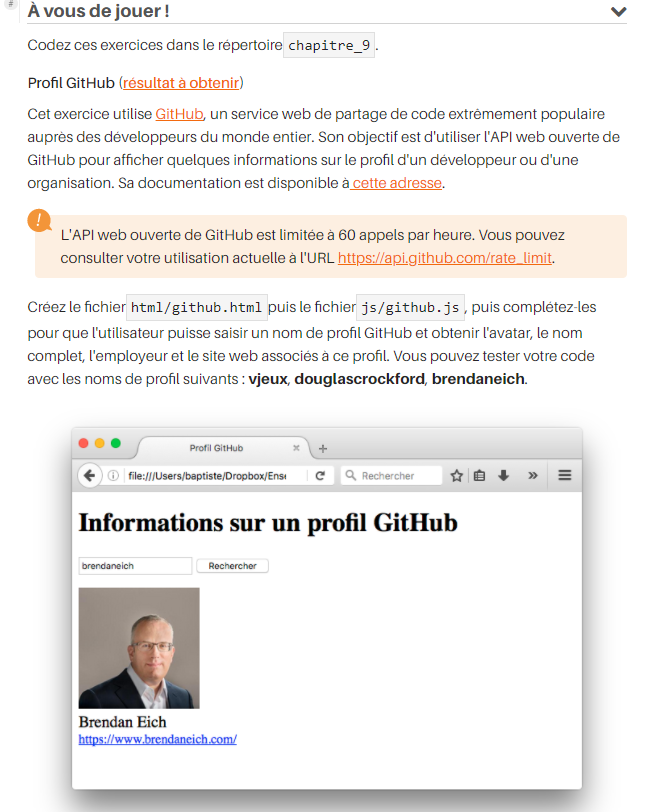 #
À vous de jouer !
Codez ces exercices dans le répertoire chapitre_9 .
Profil GitHub (résultat à obtenir)
Cet exercice utilise GitHub, un service web de partage de code extrêmement populaire
auprès des développeurs du monde entier. Son objectif est d'utiliser l'API web ouverte de
GitHub pour afficher quelques informations sur le profil d'un développeur ou d'une
organisation. Sa documentation est disponible à cette adresse.
!
L'API web ouverte de GitHub est limitée à 60 appels par heure. Vous pouvez
consulter votre utilisation actuelle à l'URL https://api.github.com/rate_limit.
Créez le fichier html/github.html puis le fichier js/github.js , puis complétez-les
pour que l'utilisateur puisse saisir un nom de profil GitHub et obtenir l'avatar, le nom
complet, l'employeur et le site web associés à ce profil. Vous pouvez tester votre code
avec les noms de profil suivants : vjeux, douglascrockford, brendaneich.
Profil GitHub
file:///Users/baptiste/Dropbox/Ense
Rechercher
Informations sur un profil GitHub
brendaneich Rechercher
Brendan Eich
https://www.brendaneich.com/